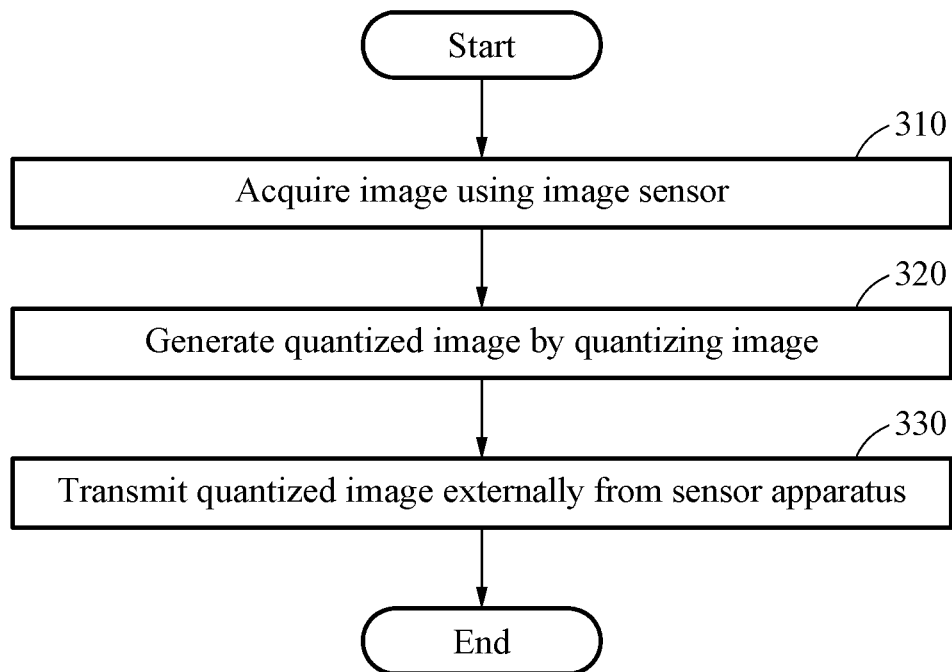 Start
310
Acquire image using image sensor
320
Generate quantized image by quantizing image
330
Transmit quantized image externally from sensor apparatus
End